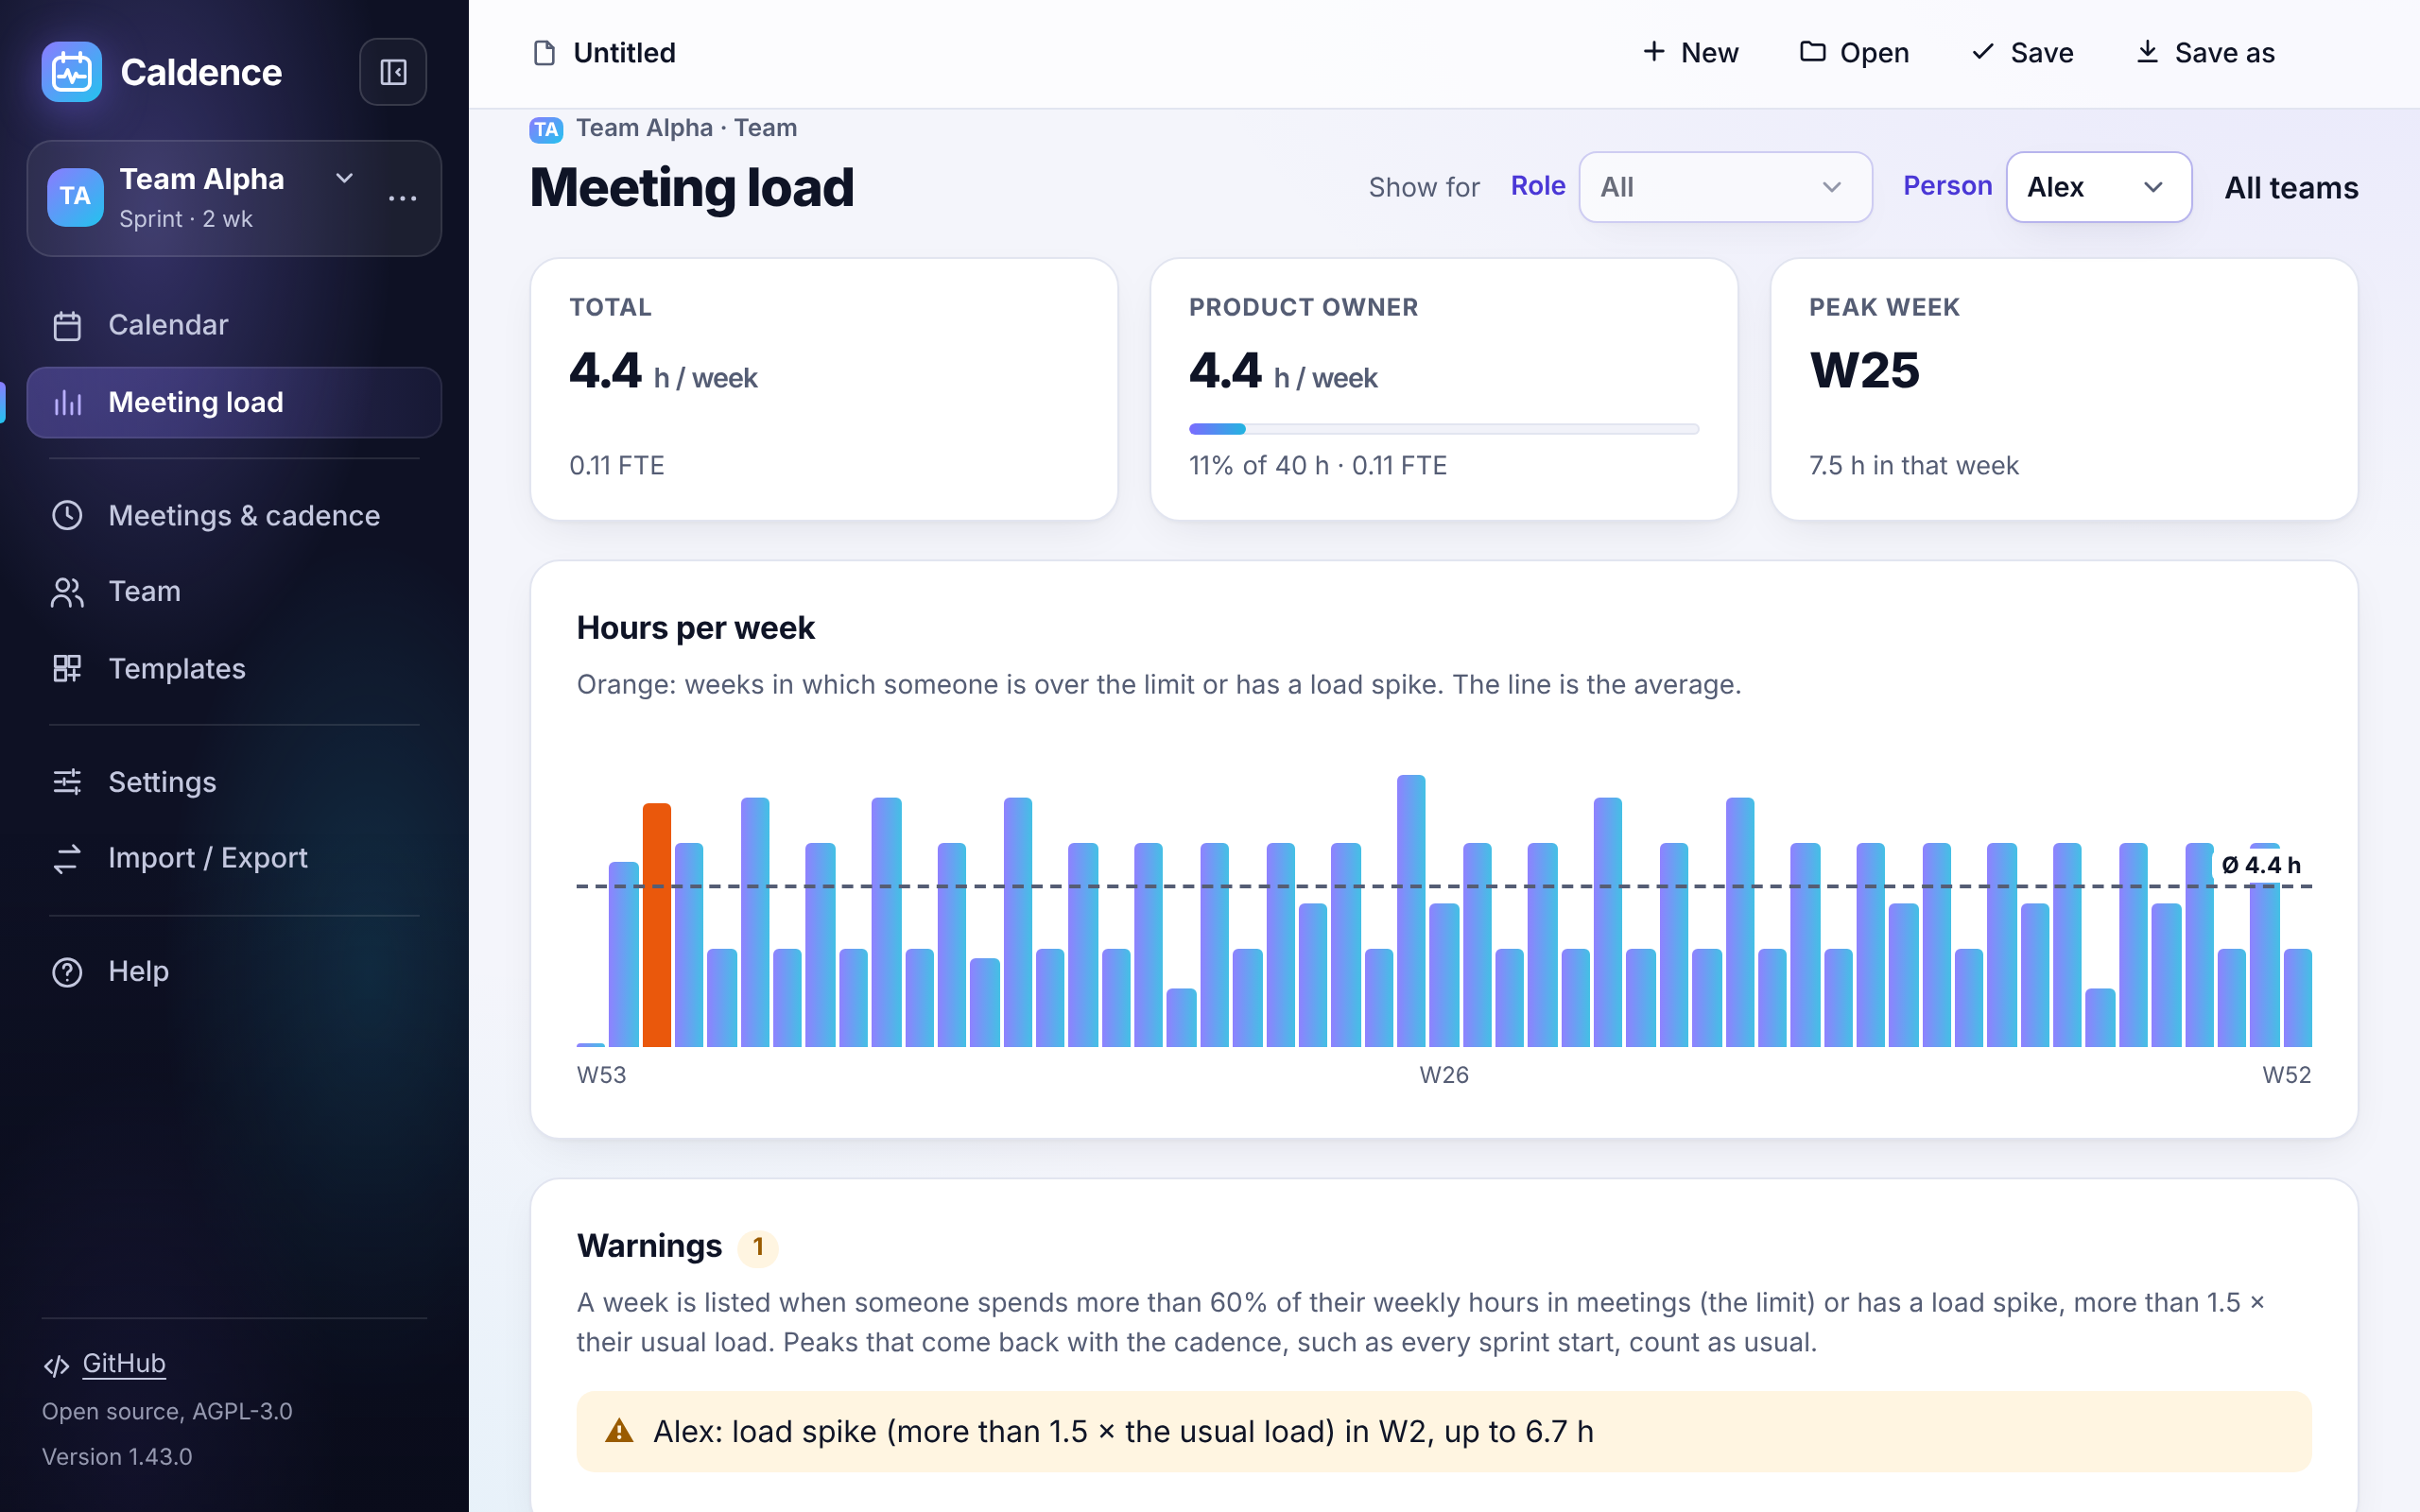 Caldence
TA
Team Alpha
Sprint · 2 wk
Calendar
Meeting load
Meetings & cadence
Team
Templates
Settings
Import / Export
Help
GitHub
Open source, AGPL-3.0
Version 1.43.0
Untitled
New
Open
Save
Save as
TA Team Alpha · Team
Meeting load
Show for Role All Person Alex All teams
TOTAL
4.4 h / week
0.11 FTE
PRODUCT OWNER
4.4 h / week
11% of 40 h · 0.11 FTE
PEAK WEEK
W25
7.5 h in that week
Hours per week
Orange: weeks in which someone is over the limit or has a load spike. The line is the average.
Ø 4.4 h
W53 W26 W52
Warnings 1
A week is listed when someone spends more than 60% of their weekly hours in meetings (the limit) or has a load spike, more than 1.5 ×
their usual load. Peaks that come back with the cadence, such as every sprint start, count as usual.
Alex: load spike (more than 1.5 × the usual load) in W2, up to 6.7 h